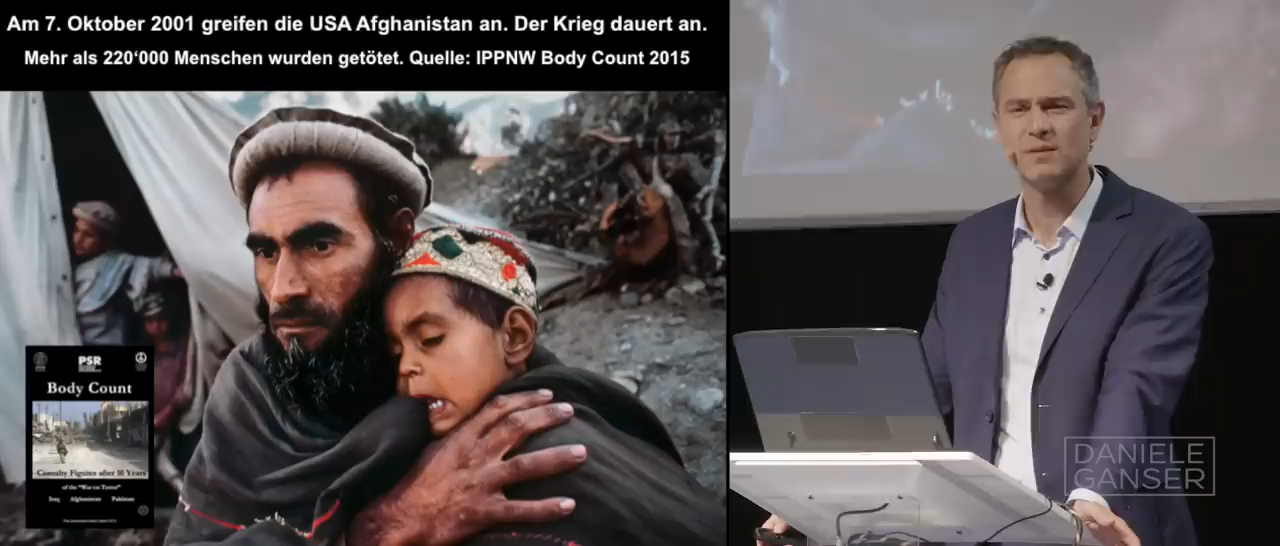 Am 7. Oktober 2001 greifen die USA Afghanistan an. Der Krieg dauert an.
Mehr als 220'000 Menschen wurden getötet. Quelle: IPPNW Body Count 2015
PSR
Body Count
Casualty Figures after 10 Years
of the "War on Terror"
Iraq Afghanistan Pakistan
DANIELE
GANSER